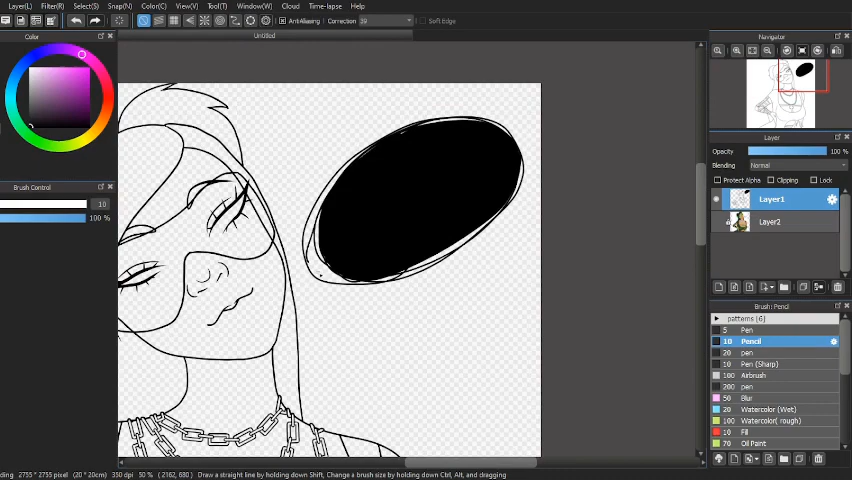 Layer(L) Filter(R) Select(S) Snap(N) Color(C) View(V) Tool(T) Window(W) Cloud Time-lapse Help
AntiAliasing Correction 39 Soft Edge
Untitled
Color
Brush Control
10
100 %
Navigator
Layer
Opacity 100 %
Blending Normal
Protect Alpha Clipping Lock
Layer1
Layer2
Brush: Pencil
patterns (6)
5 Pen
10 Pencil
20 pen
10 Pen (Sharp)
100 Airbrush
200 pen
50 Blur
20 Watercolor (Wet)
100 Watercolor( rough)
10 Fill
70 Oil Paint
2755 * 2755 pixel (20 * 20cm) 350 dpi 50 % ( 2162, 680) Draw a straight line by holding down Shift, Change a brush size by holding down Ctrl, Alt, and dragging